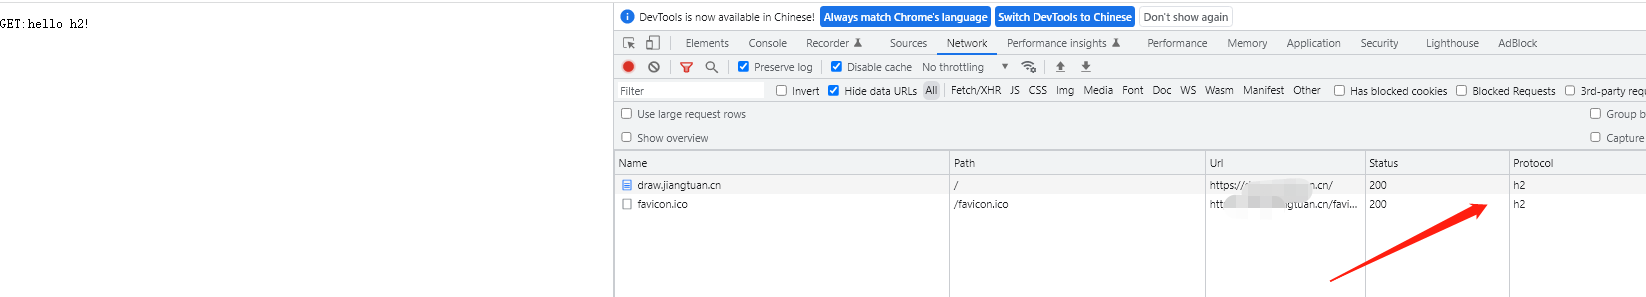 GET:hello h2!
DevTools is now available in Chinese! Always match Chrome's language Switch DevTools to Chinese Don't show again
Elements Console Recorder Sources Network Performance insights Performance Memory Application Security Lighthouse AdBlock
Preserve log Disable cache No throttling
Filter Invert Hide data URLs All Fetch/XHR JS CSS Img Media Font Doc WS Wasm Manifest Other Has blocked cookies Blocked Requests 3rd-party req
Use large request rows Group b
Show overview Capture
Name Path Url Status Protocol
draw.jiangtuan.cn / https:// n.cn/ 200 h2
favicon.ico /favicon.ico htt gtuan.cn/favi... 200 h2